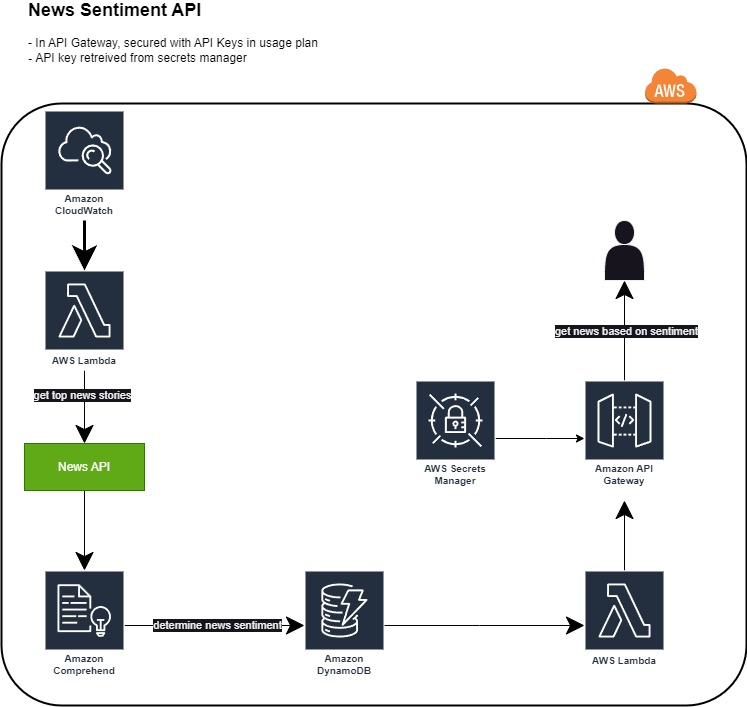 News Sentiment API
- In API Gateway, secured with API Keys in usage plan
- API key retreived from secrets manager
AWS
Amazon
CloudWatch
AWS Lambda
get top news stories
News API
Amazon
Comprehend
determine news sentiment
Amazon
DynamoDB
AWS Lambda
AWS Secrets
Manager
</>
Amazon API
Gateway
get news based on sentiment